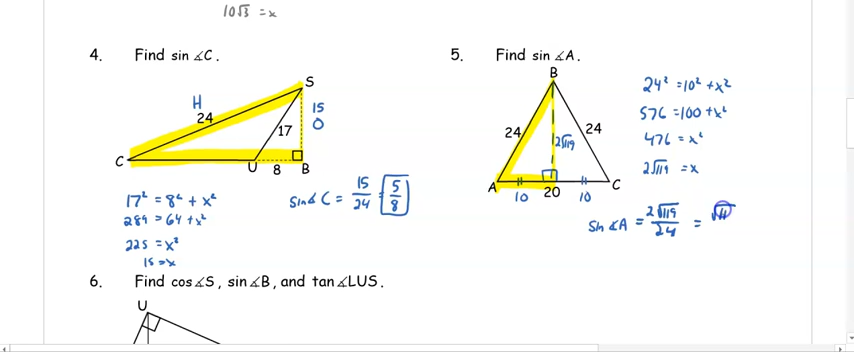 10√3 = x
4. Find sin ∡C.
5. Find sin ∡A.
S
H
24
15
O
17
C
U
8
B
17² = 8² + x²
289 = 64 + x²
225 = x²
15 = x
sin∡C = 15/24 = 5/8
B
24
24
2√119
A
C
10
20
10
24² = 10² + x²
576 = 100 + x²
476 = x²
2√119 = x
sin ∡A = 2√119/24 = √11
6. Find cos∡S, sin∡B, and tan∡LUS.
U